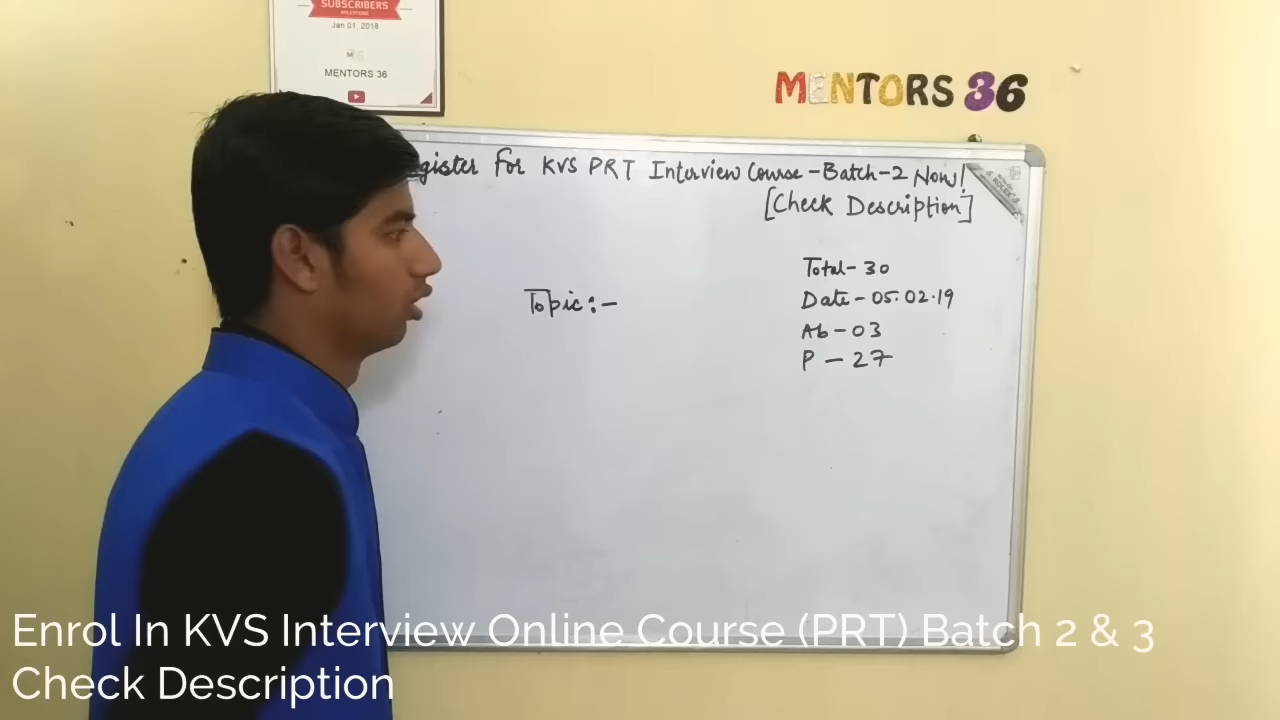 SUBSCRIBERS
MILESTONE
Jan 01, 2018
MENTORS 36
MENTORS 36
gister For KVS PRT Interview Course - Batch - 2 Now!
[Check Description]
Total - 30
Topic :-
Date - 05.02.19
Ab - 03
P - 27
Enrol In KVS Interview Online Course (PRT) Batch 2 & 3
Check Description